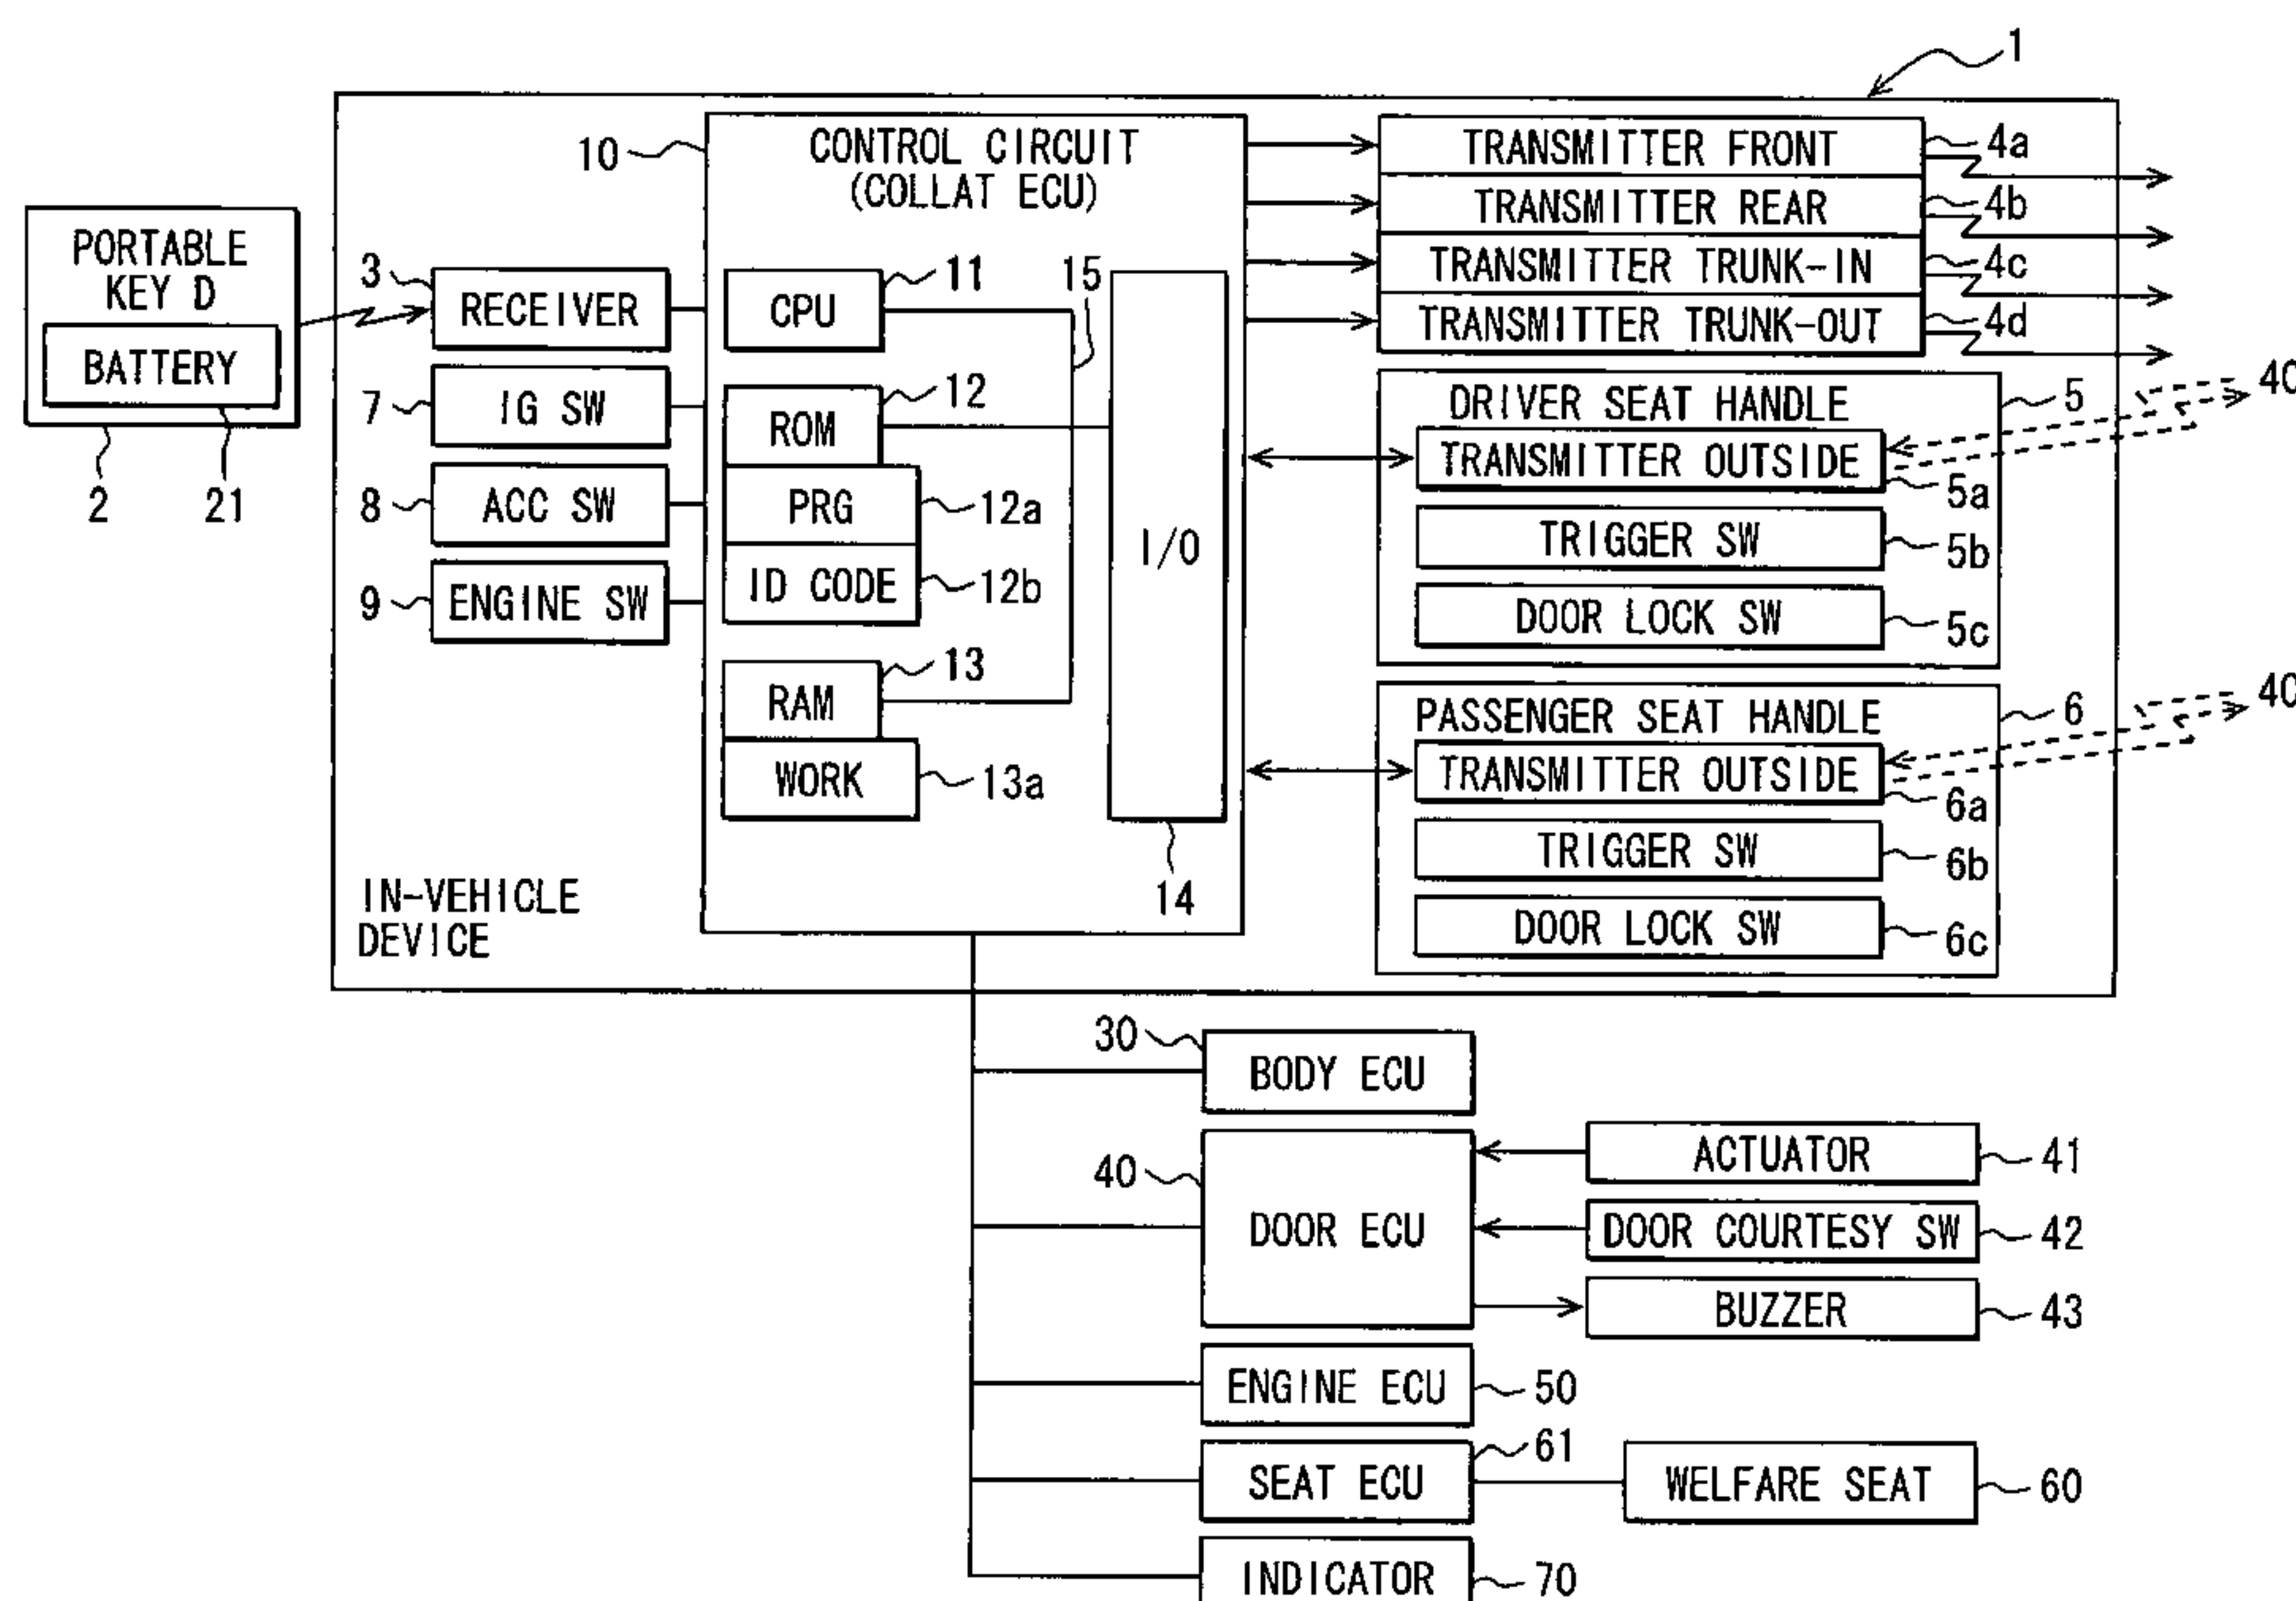 1
10
CONTROL CIRCUIT
(COLLAT ECU)
TRANSMITTER FRONT
4a
TRANSMITTER REAR
4b
TRANSMITTER TRUNK-IN
4c
TRANSMITTER TRUNK-OUT
4d
PORTABLE
KEY D
BATTERY
2
21
3
RECEIVER
7
IG SW
8
ACC SW
9
ENGINE SW
CPU
11
15
ROM
12
PRG
12a
ID CODE
12b
RAM
13
WORK
13a
I/O
14
DRIVER SEAT HANDLE
5
40
TRANSMITTER OUTSIDE
5a
TRIGGER SW
5b
DOOR LOCK SW
5c
PASSENGER SEAT HANDLE
6
40
TRANSMITTER OUTSIDE
6a
TRIGGER SW
6b
DOOR LOCK SW
6c
IN-VEHICLE
DEVICE
30
BODY ECU
40
DOOR ECU
ACTUATOR
41
DOOR COURTESY SW
42
BUZZER
43
ENGINE ECU
50
SEAT ECU
61
WELFARE SEAT
60
INDICATOR
70